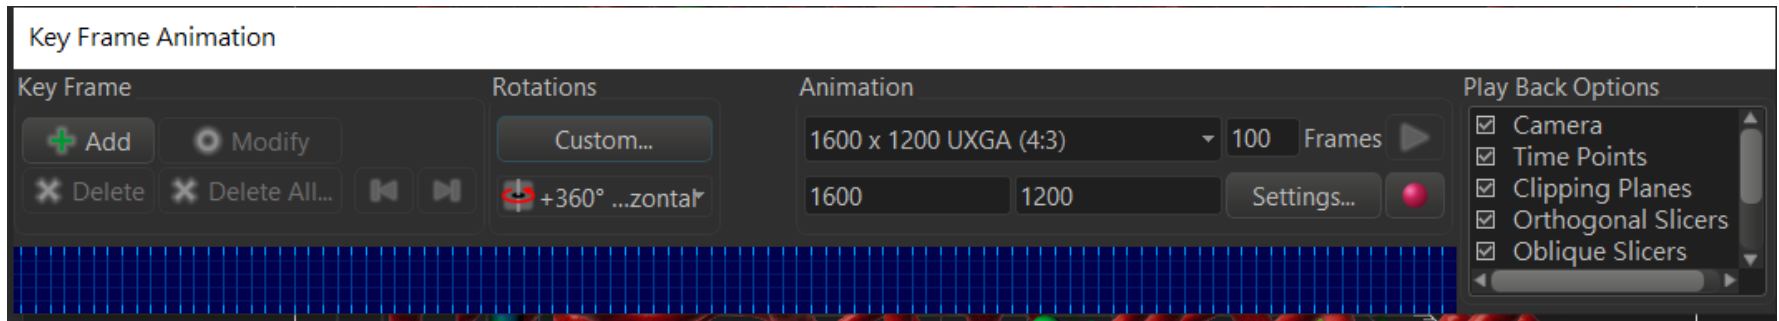 Key Frame Animation
Key Frame
Add
Modify
Delete
Delete All...
Rotations
Custom...
+360° ...zontal
Animation
1600 x 1200 UXGA (4:3)
100
Frames
1600
1200
Settings...
Play Back Options
Camera
Time Points
Clipping Planes
Orthogonal Slicers
Oblique Slicers